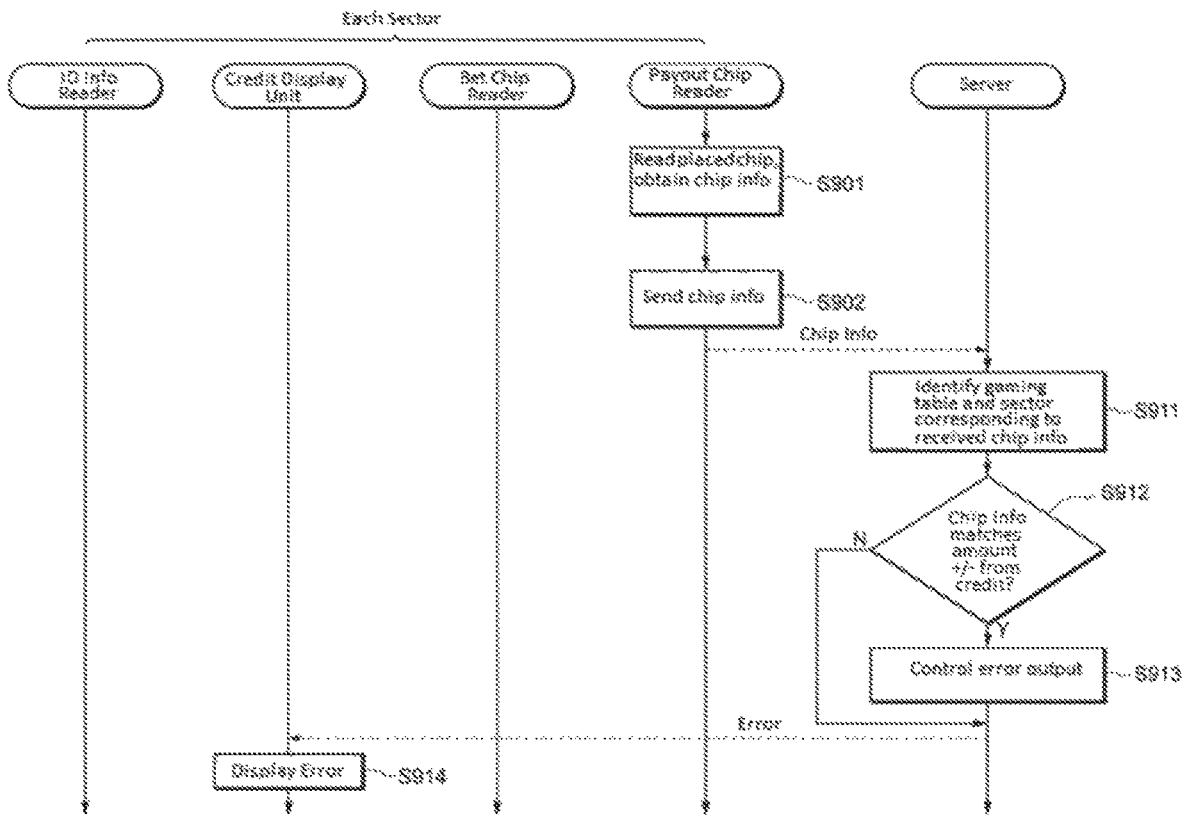 Each Sector
ID Info
Reader
Credit Display
Unit
Bet Chip
Reader
Payout Chip
Reader
Server
Read placed chip,
obtain chip info
S901
Send chip info
S902
Chip Info
Identify gaming
table and sector
corresponding to
received chip info
S911
Chip Info
matches
amount
+/- from
credit?
S912
N
Y
Control error output
S913
Error
Display Error
S914